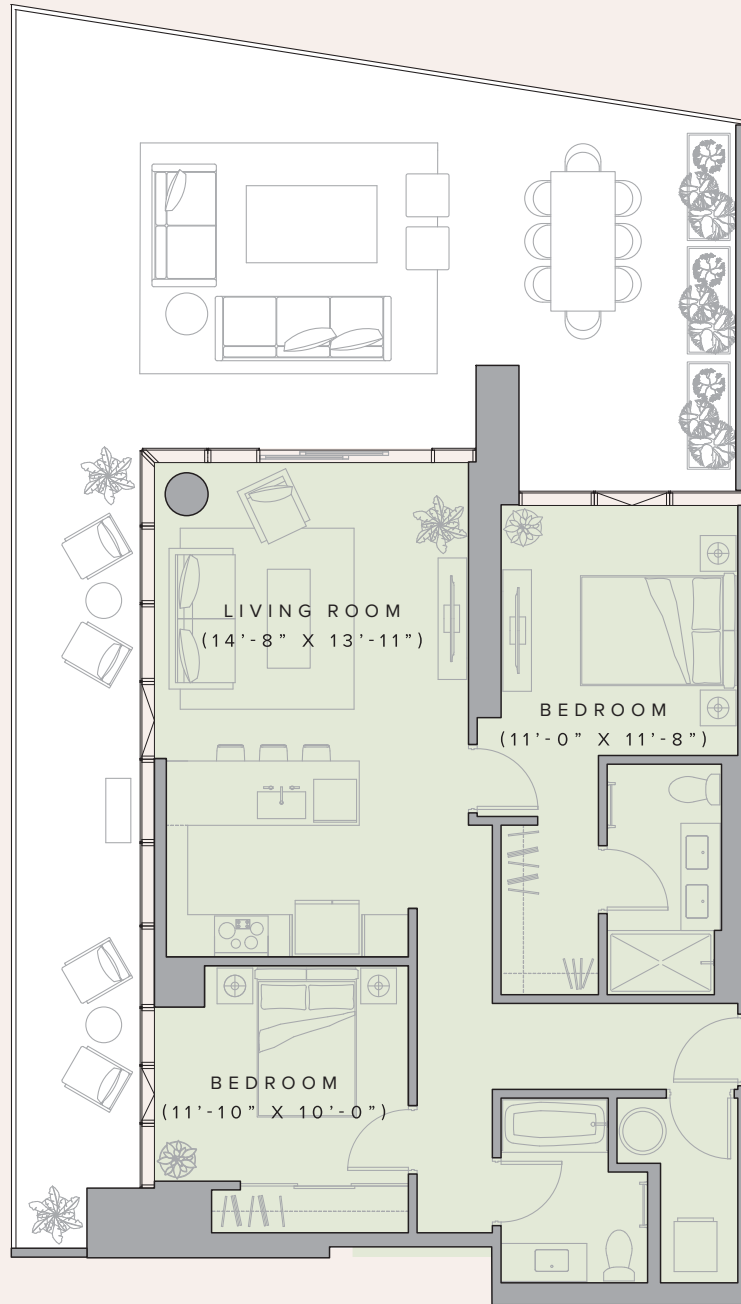 LIVING ROOM
(14'-8” X 13'-11”)
BEDROOM
(11'-0” X 11'-8”)
BEDROOM
(11'-10” X 10'-0”)